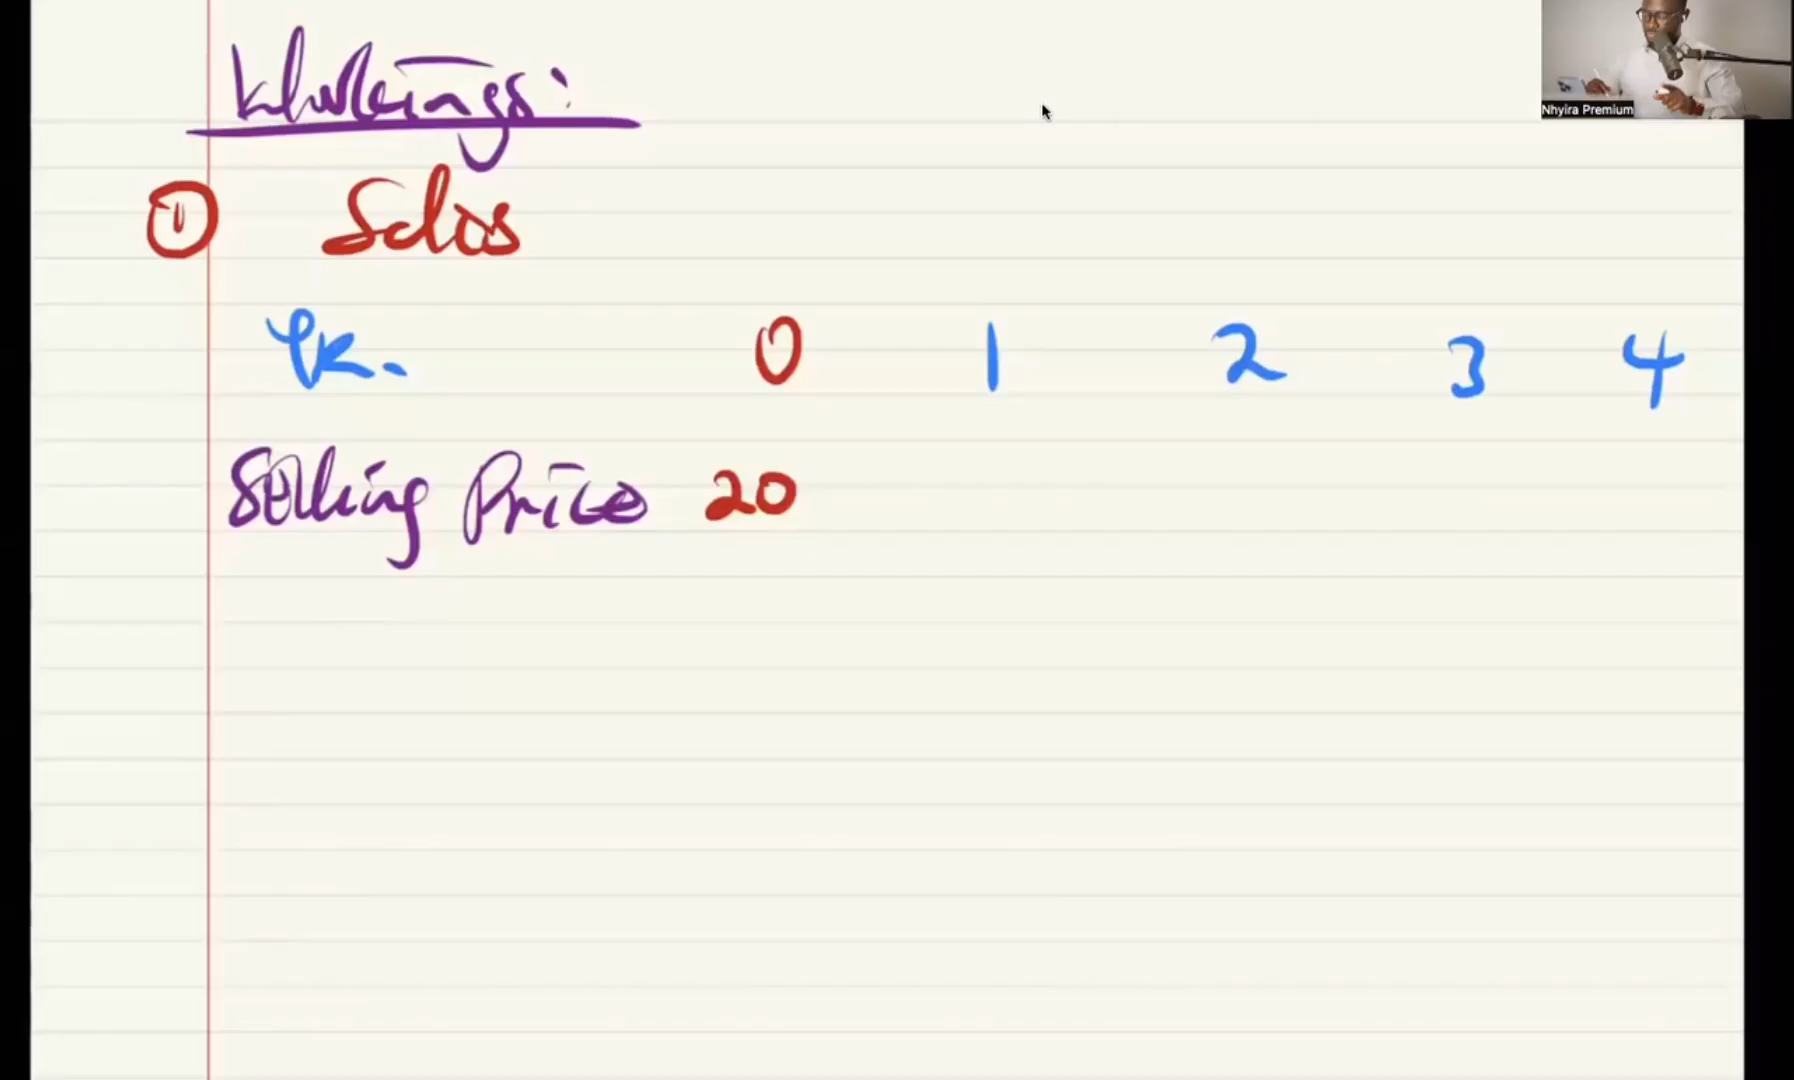 Workings:
Nhyira Premium
① Sales
Yr. 0 1 2 3 4
Selling Price 20